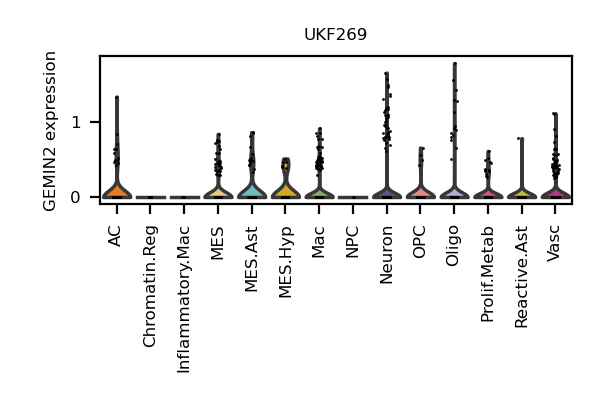 UKF269
GEMIN2 expression
1
0
AC
Chromatin.Reg
Inflammatory.Mac
MES
MES.Ast
MES.Hyp
Mac
NPC
Neuron
OPC
Oligo
Prolif.Metab
Reactive.Ast
Vasc